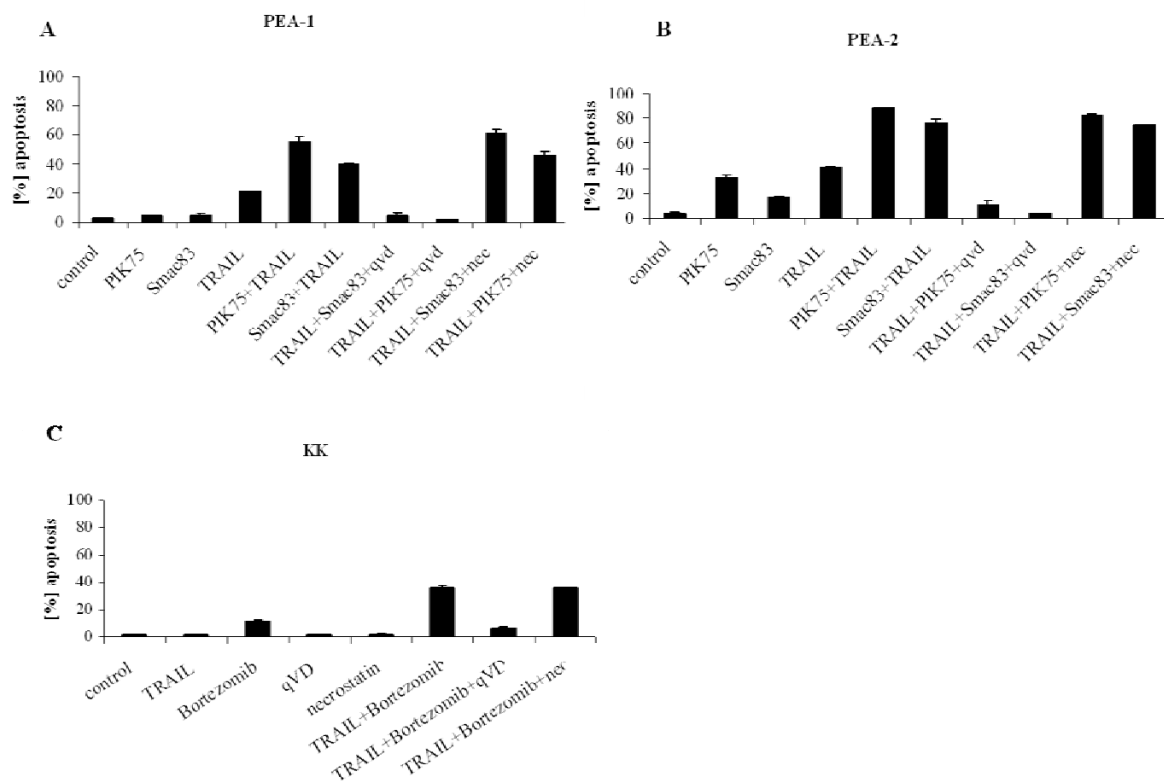 A
PEA-1
[%] apoptosis
100
80
60
40
20
0
control
PIK75
Smac83
TRAIL
PIK75+TRAIL
Smac83+TRAIL
TRAIL+Smac83+qvd
TRAIL+PIK75+qvd
TRAIL+Smac83+nec
TRAIL+PIK75+nec
B
PEA-2
[%] apoptosis
100
80
60
40
20
0
control
PIK75
Smac83
TRAIL
PIK75+TRAIL
Smac83+TRAIL
TRAIL+PIK75+qvd
TRAIL+Smac83+qvd
TRAIL+PIK75+nec
TRAIL+Smac83+nec
C
KK
[%] apoptosis
100
80
60
40
20
0
control
TRAIL
Bortezomib
qVD
necrostatin
TRAIL+Bortezomib
TRAIL+Bortezomib+qVD
TRAIL+Bortezomib+nec